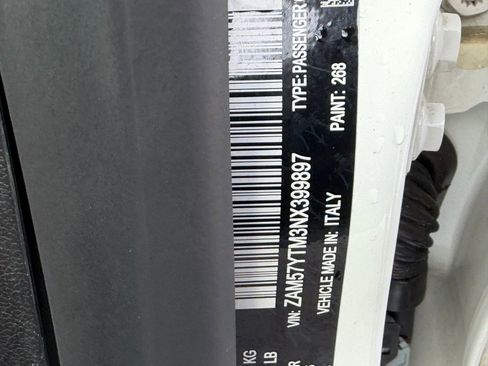 KG
LB
VIN: ZAM57YTM3NX399897 TYPE: PASSENGER
VEHICLE MADE IN: ITALY PAINT: 268